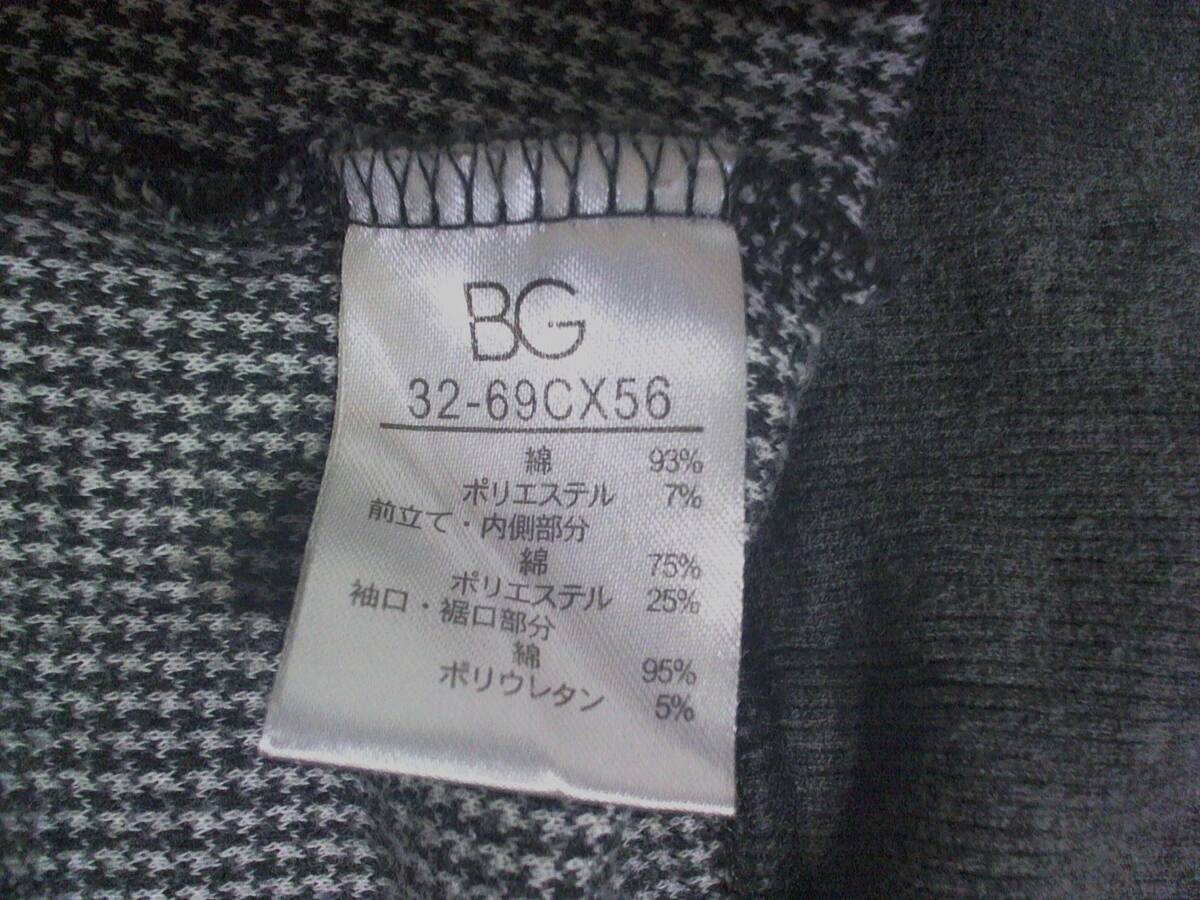 BG
32-69CX56
綿 93%
ポリエステル 7%
前立て・内側部分
綿 75%
ポリエステル 25%
袖口・裾口部分
綿 95%
ポリウレタン 5%